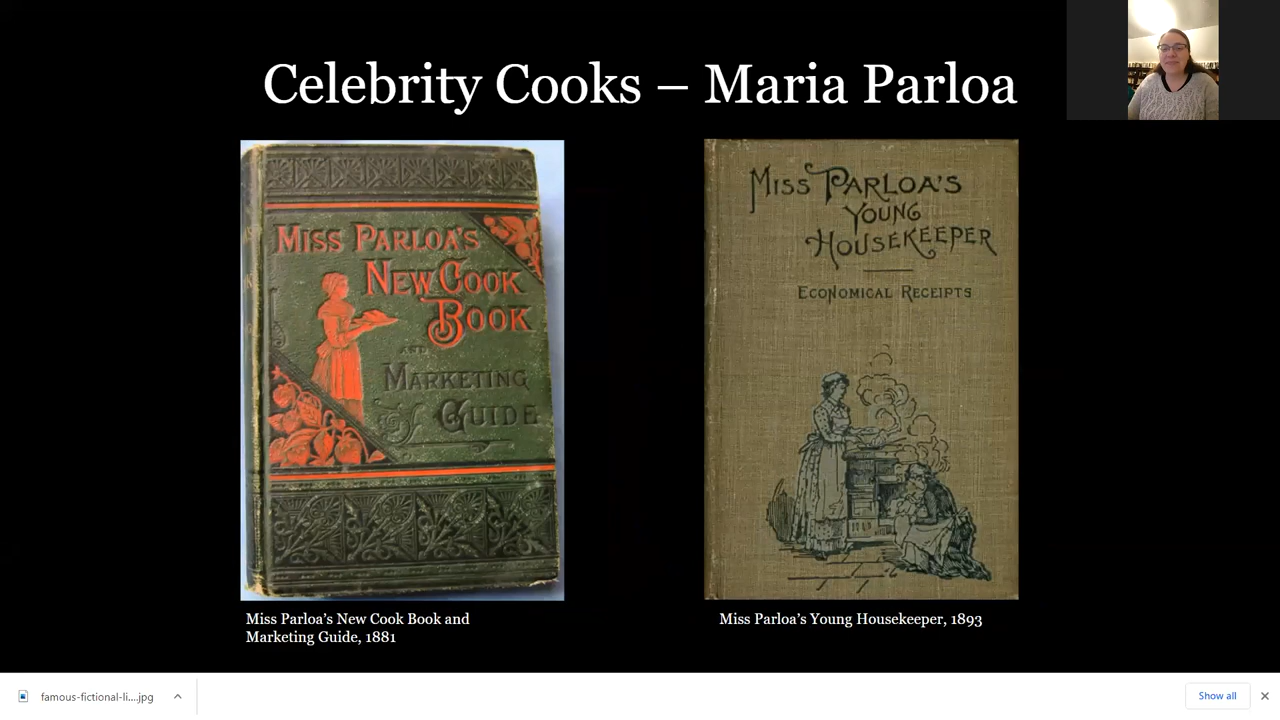 Celebrity Cooks – Maria Parloa
MISS PARLOA'S
NEW COOK
BOOK
AND
MARKETING
GUIDE
MISS PARLOA'S
YOUNG
HOUSEKEEPER
ECONOMICAL RECEIPTS
Miss Parloa's New Cook Book and
Marketing Guide, 1881
Miss Parloa's Young Housekeeper, 1893
famous-fictional-li....jpg
Show all